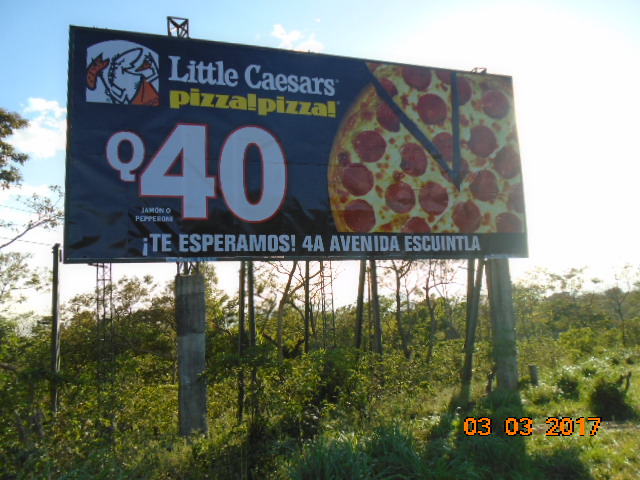 Little Caesars®
pizza!pizza!
Q40
JAMÓN O
PEPPERONI
¡TE ESPERAMOS! 4A AVENIDA ESCUINTLA
03 03 2017